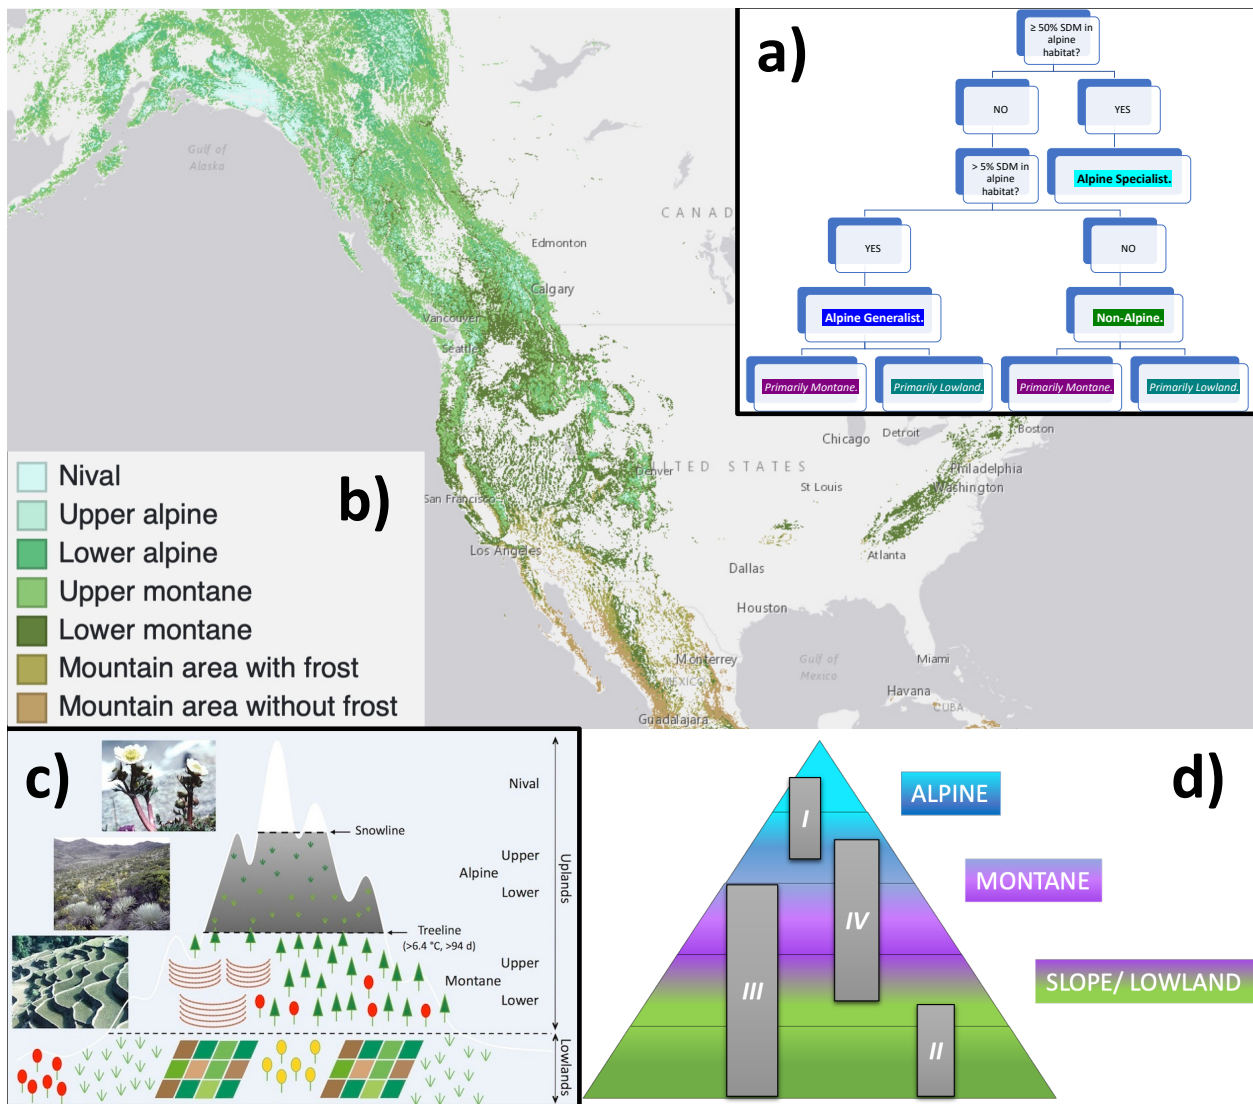 a)
≥ 50% SDM in
alpine
habitat?
NO
YES
> 5% SDM in
alpine
habitat?
Alpine Specialist.
YES
NO
Alpine Generalist.
Non-Alpine.
Primarily Montane.
Primarily Lowland.
Primarily Montane.
Primarily Lowland.
Gulf of
Alaska
CANAD
Edmonton
Calgary
Vancouver
Seattle
Chicago
Detroit
Boston
Denver
ITED STATES
Philadelphia
Washington
St Louis
San Francisco
Los Angeles
Atlanta
Dallas
Houston
Monterrey
Gulf of
Mexico
Miami
MEXICO
Havana
CUBA
Guadalajara
b)
Nival
Upper alpine
Lower alpine
Upper montane
Lower montane
Mountain area with frost
Mountain area without frost
c)
Nival
Snowline
Upper
Alpine
Lower
Treeline
(>6.4 °C, >94 d)
Upper
Montane
Lower
Uplands
Lowlands
d)
ALPINE
MONTANE
SLOPE/ LOWLAND
I
IV
III
II